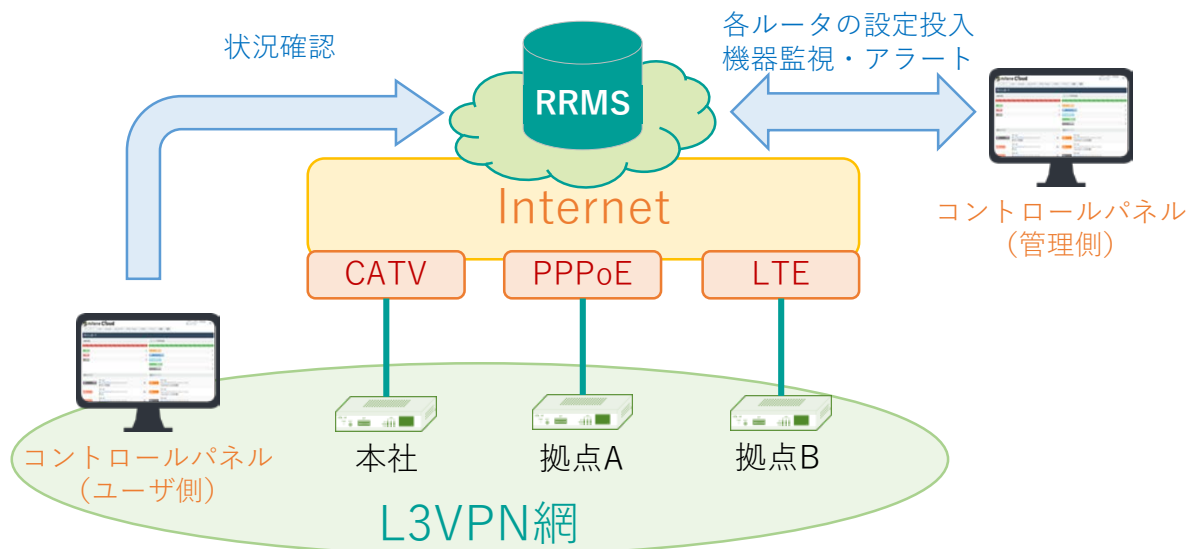 状況確認
各ルータの設定投入
機器監視・アラート
RRMS
Internet
コントロールパネル
(管理側)
CATV
PPPoE
LTE
コントロールパネル
(ユーザ側)
本社
拠点A
拠点B
L3VPN網